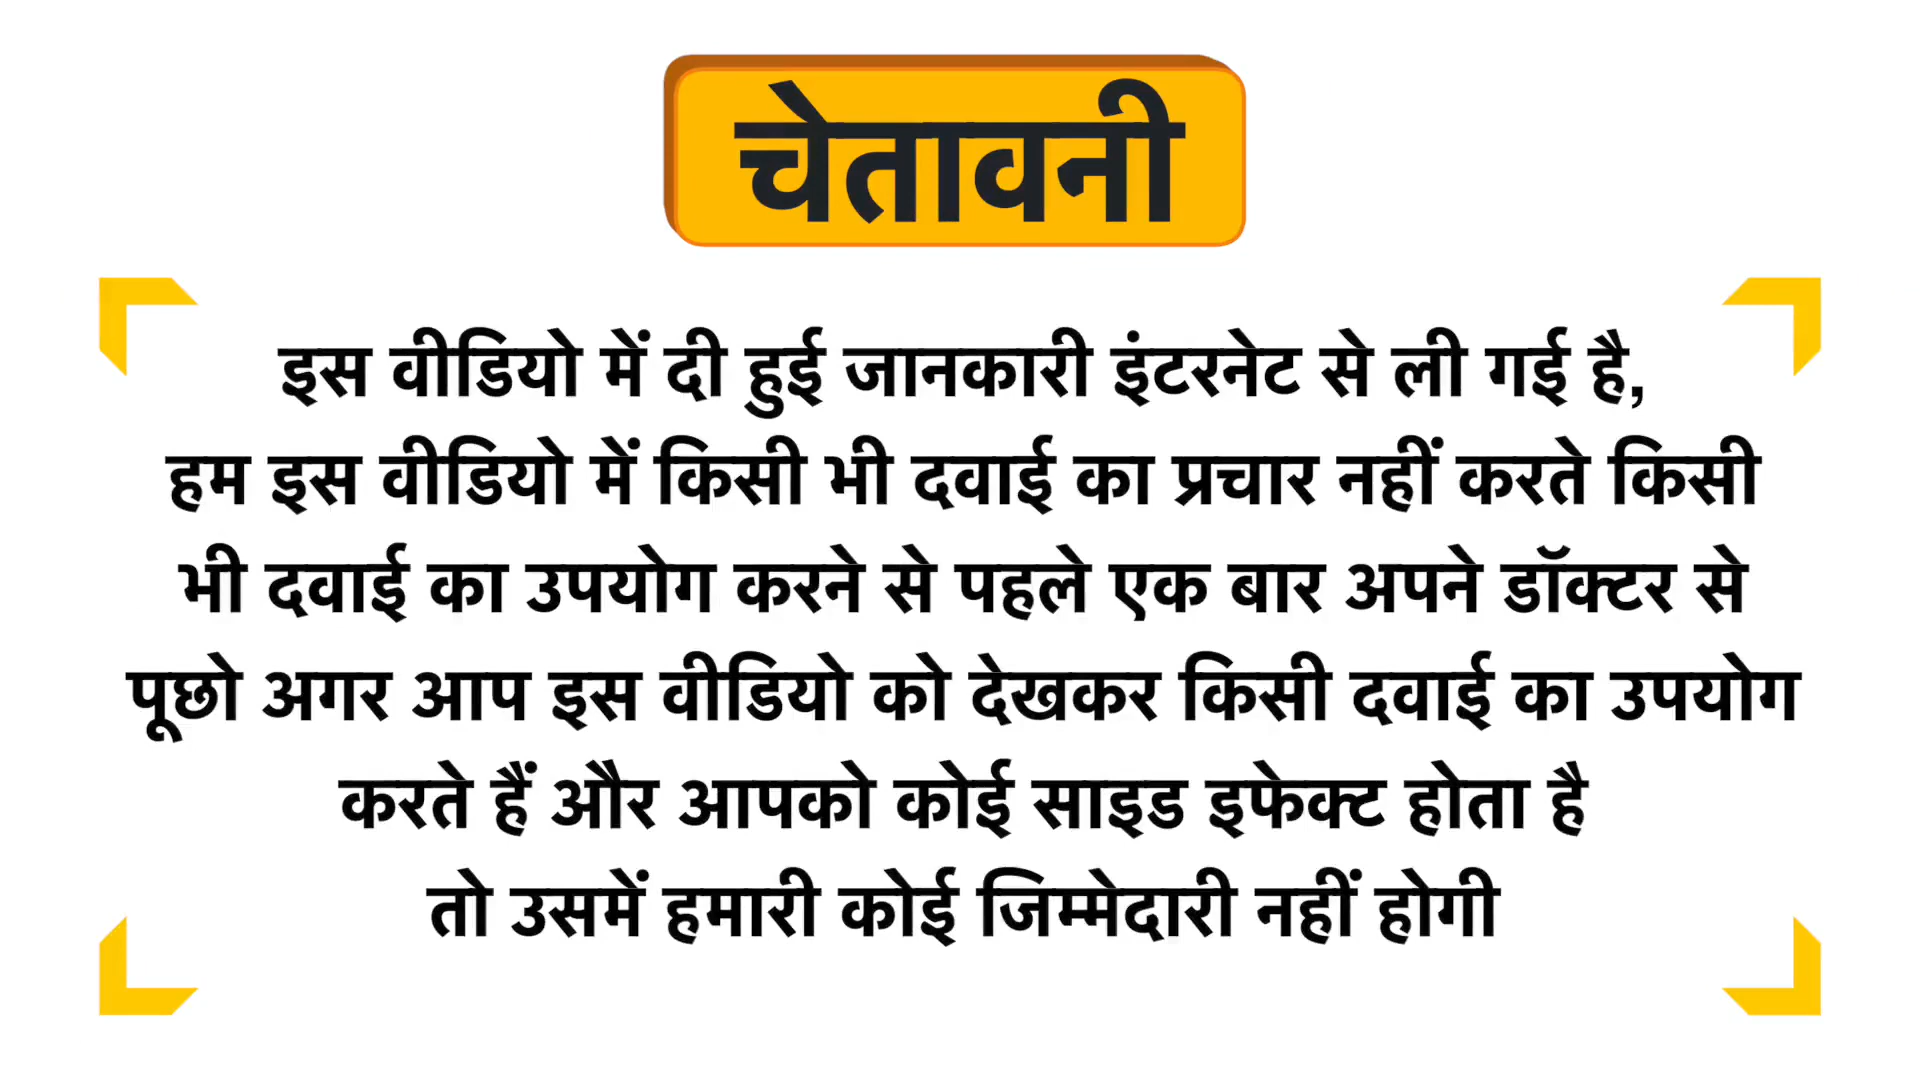 चेतावनी
इस वीडियो में दी हुई जानकारी इंटरनेट से ली गई है,
हम इस वीडियो में किसी भी दवाई का प्रचार नहीं करते किसी
भी दवाई का उपयोग करने से पहले एक बार अपने डॉक्टर से
पूछो अगर आप इस वीडियो को देखकर किसी दवाई का उपयोग
करते हैं और आपको कोई साइड इफेक्ट होता है
तो उसमें हमारी कोई जिम्मेदारी नहीं होगी